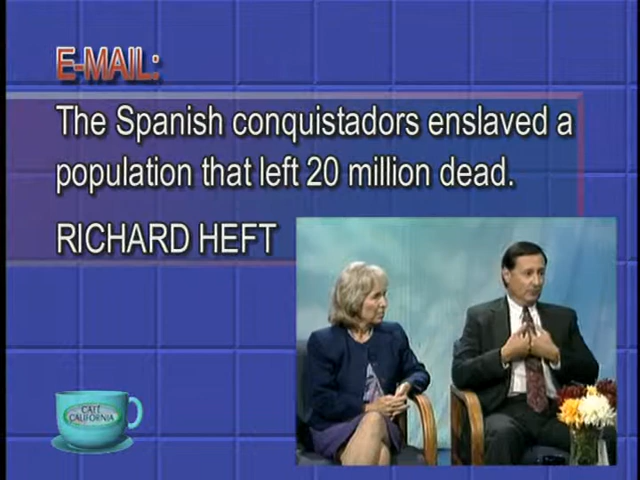 E-MAIL:
The Spanish conquistadors enslaved a
population that left 20 million dead.
RICHARD HEFT
CAFE
CALIFORNIA